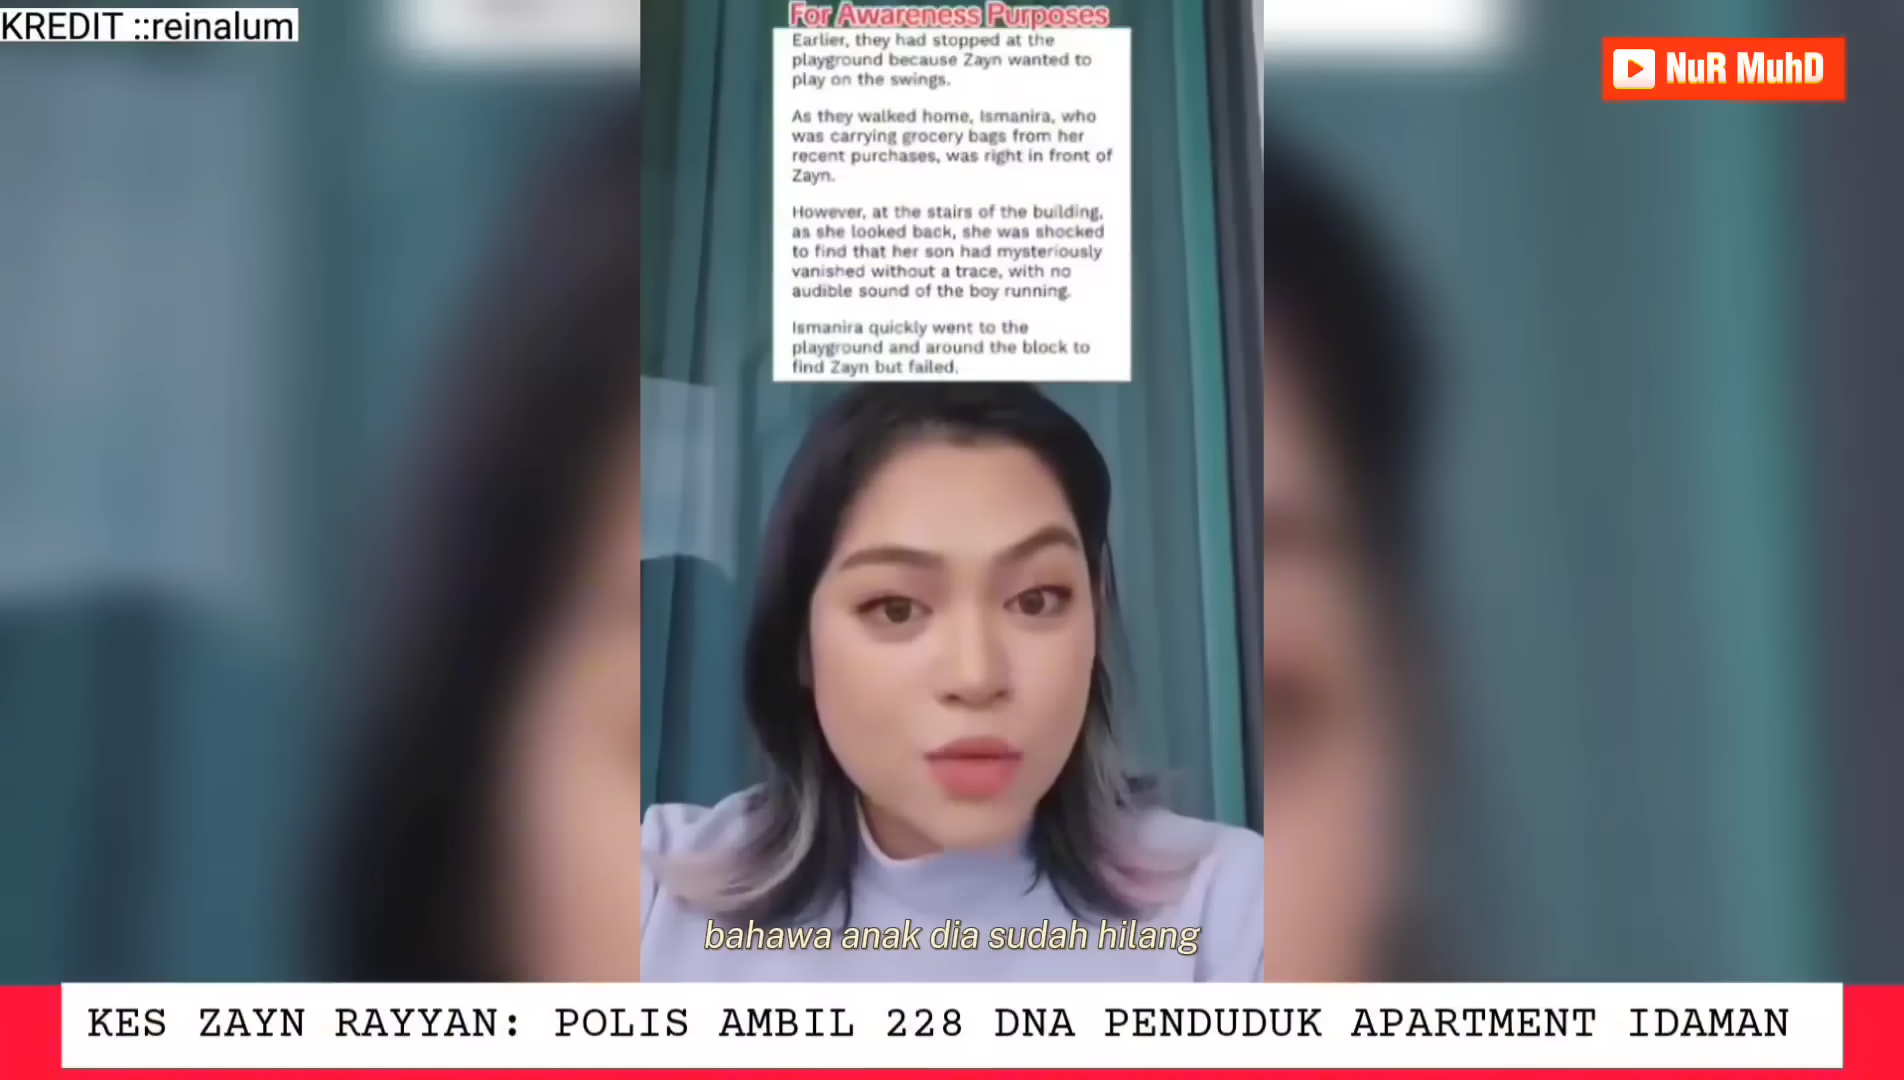 KREDIT ::reinalum
For Awareness Purposes
NuR MuhD
Earlier, they had stopped at the
playground because Zayn wanted to
play on the swings.
As they walked home, Ismanira, who
was carrying grocery bags from her
recent purchases, was right in front of
Zayn.
However, at the stairs of the building,
as she looked back, she was shocked
to find that her son had mysteriously
vanished without a trace, with no
audible sound of the boy running.
Ismanira quickly went to the
playground and around the block to
find Zayn but failed.
bahawa anak dia sudah hilang
KES ZAYN RAYYAN: POLIS AMBIL 228 DNA PENDUDUK APARTMENT IDAMAN